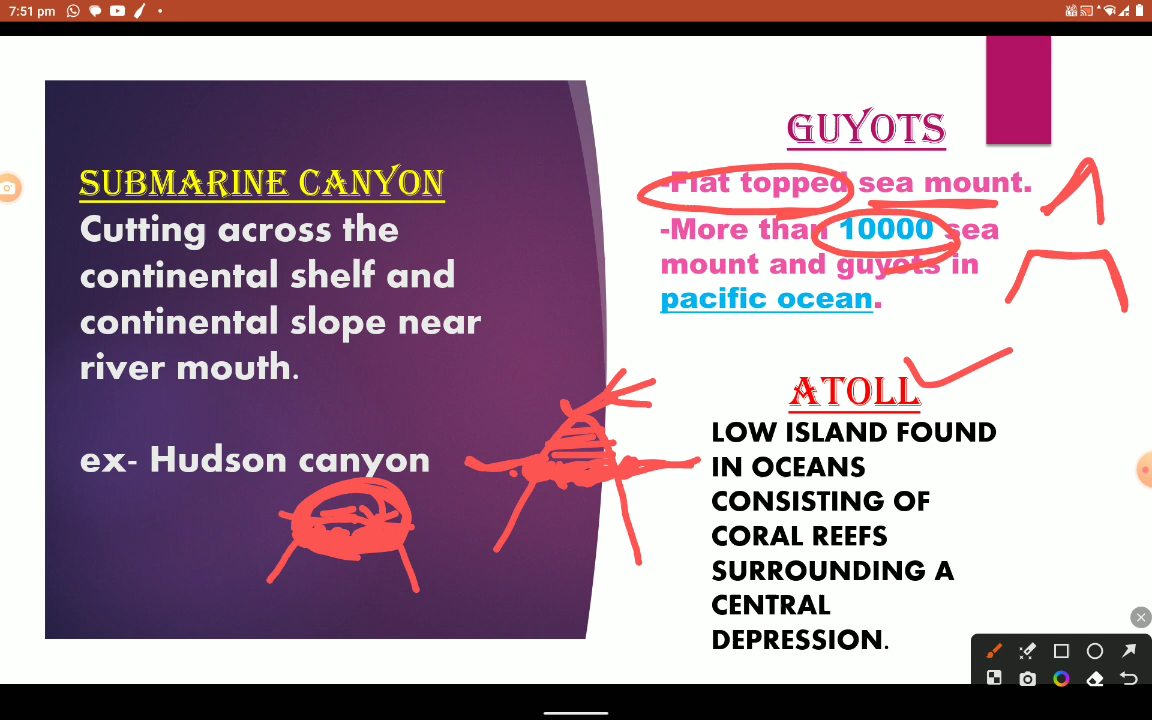 7:51 pm
SUBMARINE CANYON
Cutting across the
continental shelf and
continental slope near
river mouth.
ex- Hudson canyon
GUYOTS
-Flat topped sea mount.
-More than 10000 sea
mount and guyots in
pacific ocean.
ATOLL
LOW ISLAND FOUND
IN OCEANS
CONSISTING OF
CORAL REEFS
SURROUNDING A
CENTRAL
DEPRESSION.